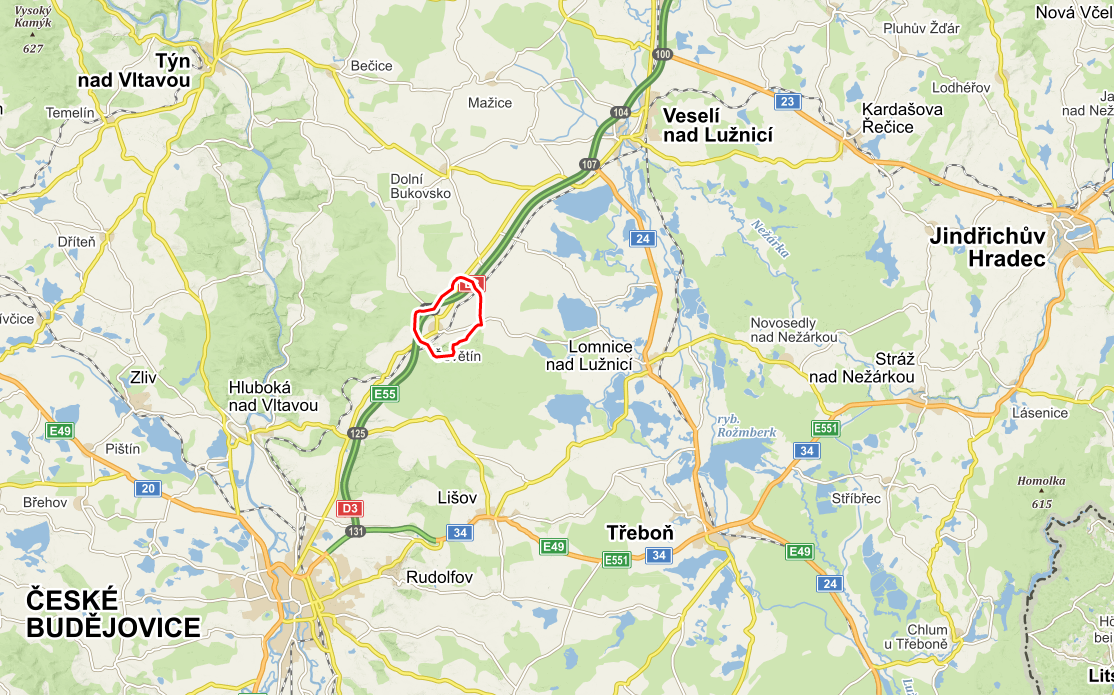 Vysoký
Kamýk
627
Týn
nad Vltavou
Bečice
Mažice
Temelín
100
Pluhův Žďár
Nová Včel
Lodhéřov
23
Kardašova
Řečice
104
Veselí
nad Lužnicí
107
Dolní
Bukovsko
Dříteň
24
Nežárka
Jindřichův
Hradec
Lomnice
nad Lužnicí
Novosedly
nad Nežárkou
Stráž
nad Nežárkou
Lásenice
Zliv
Hluboká
nad Vltavou
E55
E49
Pištín
125
20
Břehov
D3
131
Lišov
34
E49
E551
34
Třeboň
ryb.
Rožmberk
E551
34
Stříbřec
Homolka
615
E49
24
Rudolfov
ČESKÉ
BUDĚJOVICE
Chlum
u Třeboně